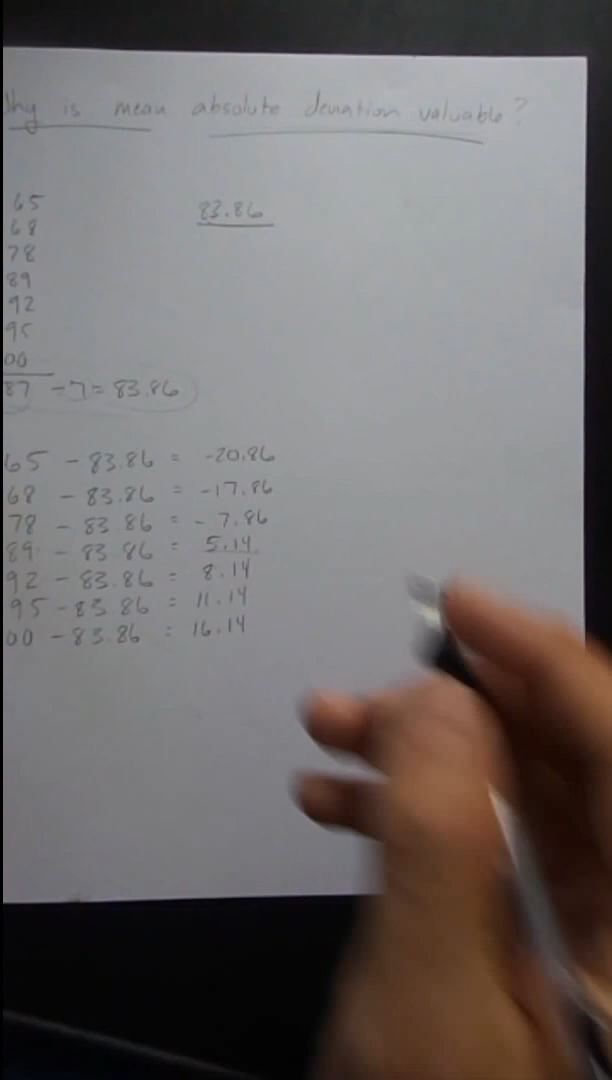 hy is mean absolute deviation valuable?
65
68
78
89
92
95
00
87 ÷ 7 = 83.86
83.86
65 - 83.86 = -20.86
68 - 83.86 = -17.86
78 - 83.86 = - 7.86
89 - 83.86 = 5.14
92 - 83.86 = 8.14
95 - 83.86 = 11.14
00 - 83.86 = 16.14